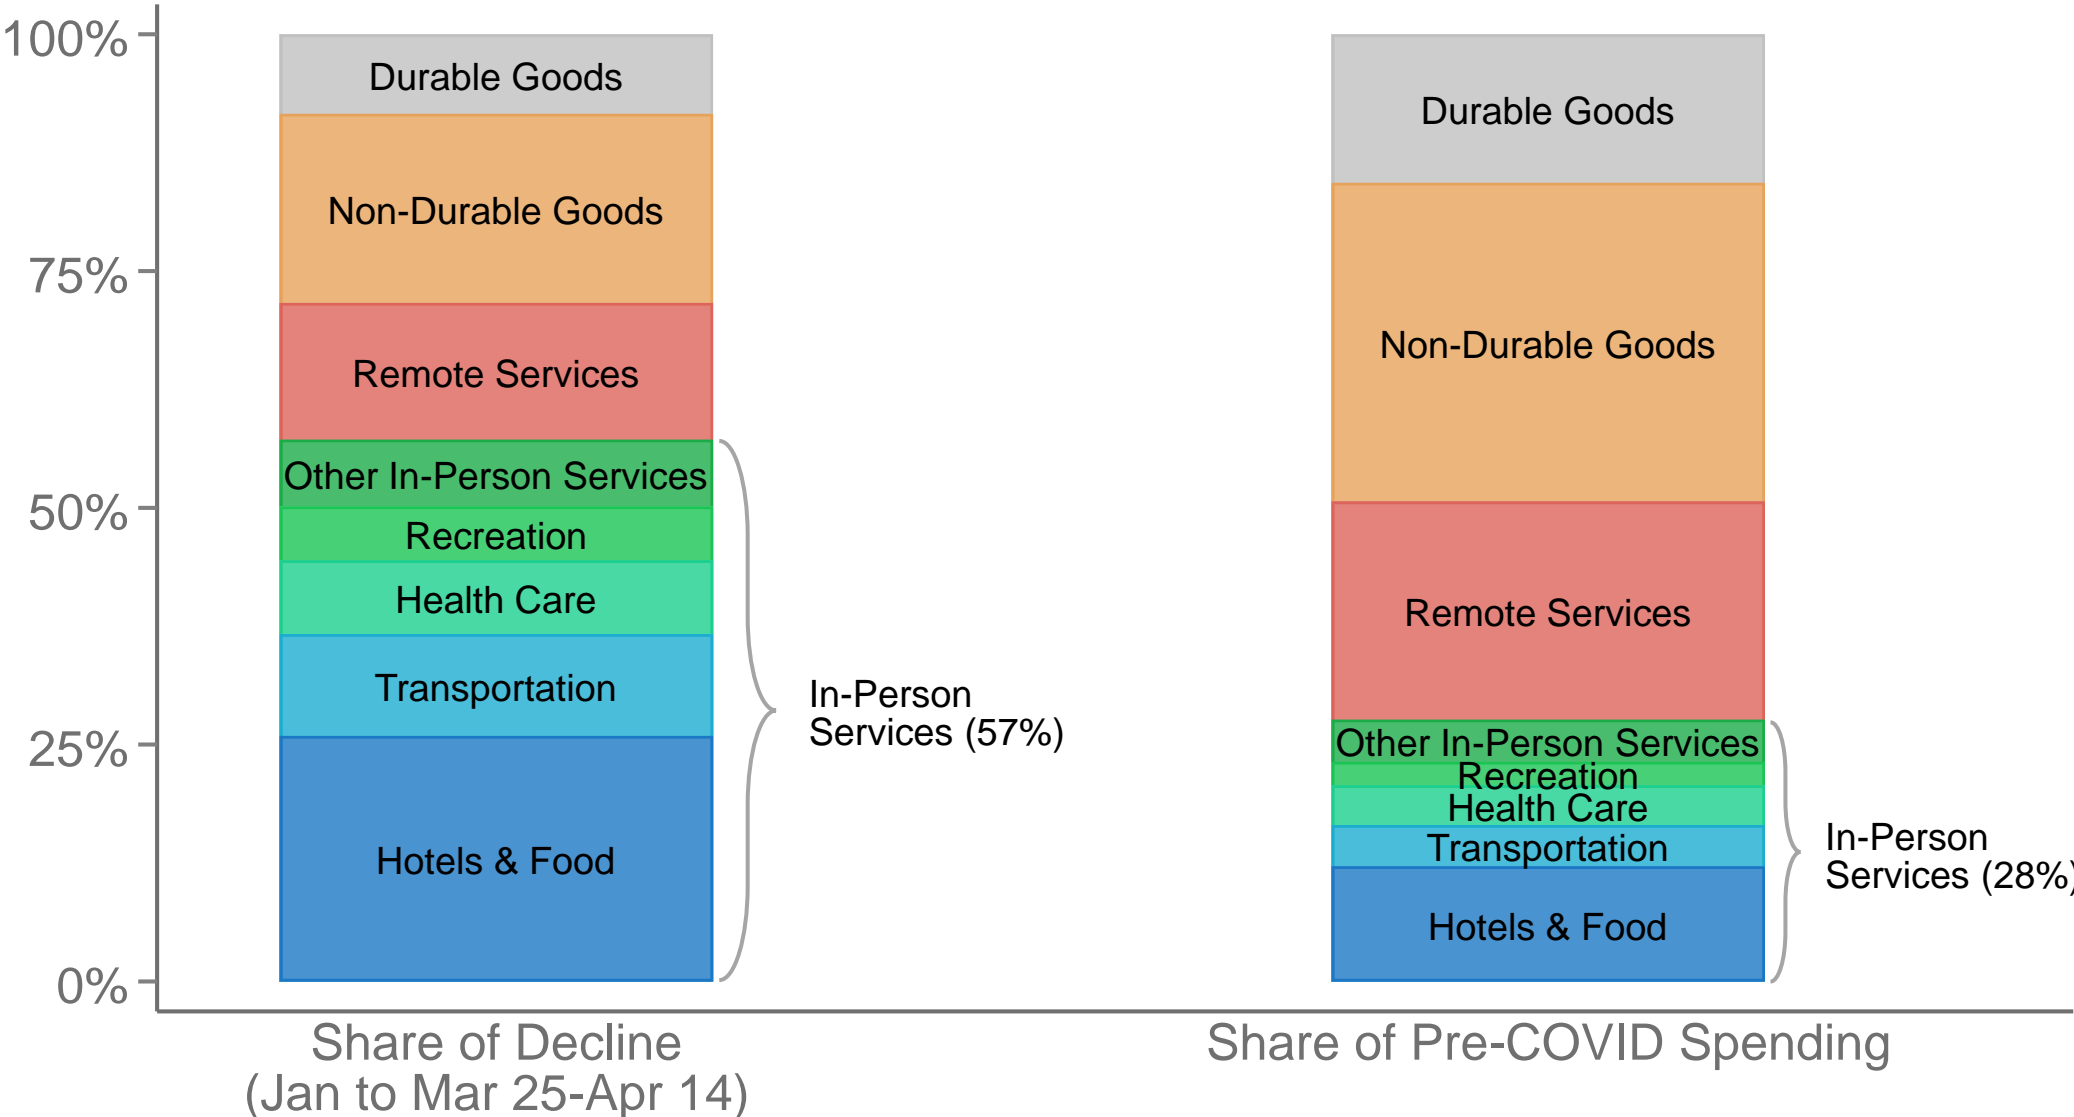 100%
75%
50%
25%
0%
Durable Goods
Non-Durable Goods
Remote Services
Other In-Person Services
Recreation
Health Care
Transportation
Hotels & Food
In-Person
Services (57%)
Durable Goods
Non-Durable Goods
Remote Services
Other In-Person Services
Recreation
Health Care
Transportation
Hotels & Food
In-Person
Services (28%)
Share of Decline
(Jan to Mar 25-Apr 14)
Share of Pre-COVID Spending